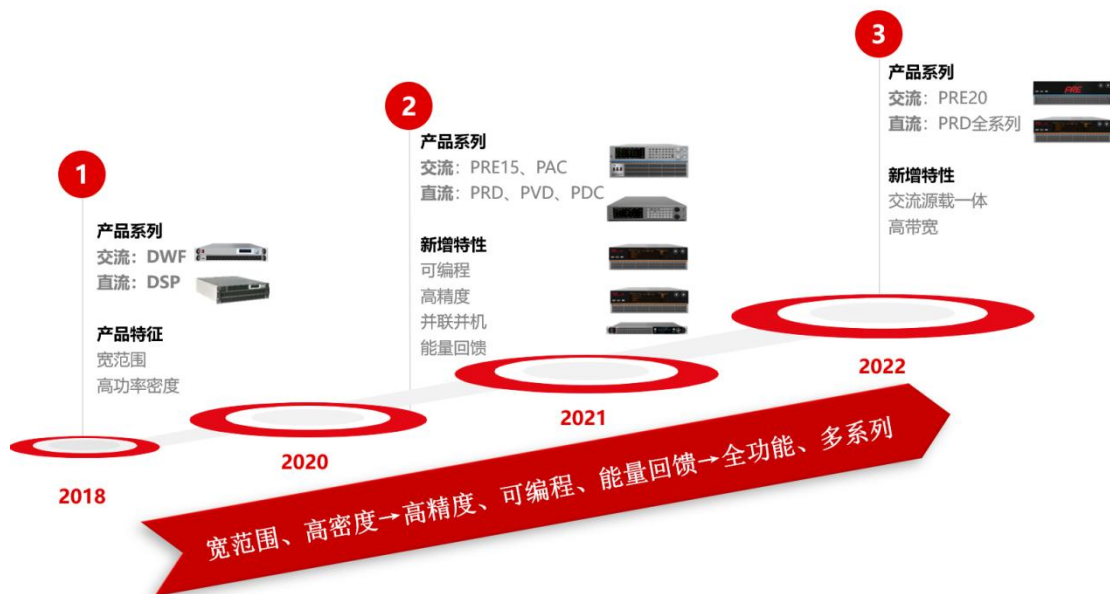 1
产品系列
交流：DWF
直流：DSP
产品特征
宽范围
高功率密度
2018
2
产品系列
交流：PRE15、PAC
直流：PRD、PVD、PDC
新增特性
可编程
高精度
并联并机
能量回馈
2020
2021
3
产品系列
交流：PRE20
直流：PRD全系列
新增特性
交流源载一体
高带宽
PRE
2022
宽范围、高密度→高精度、可编程、能量回馈→全功能、多系列